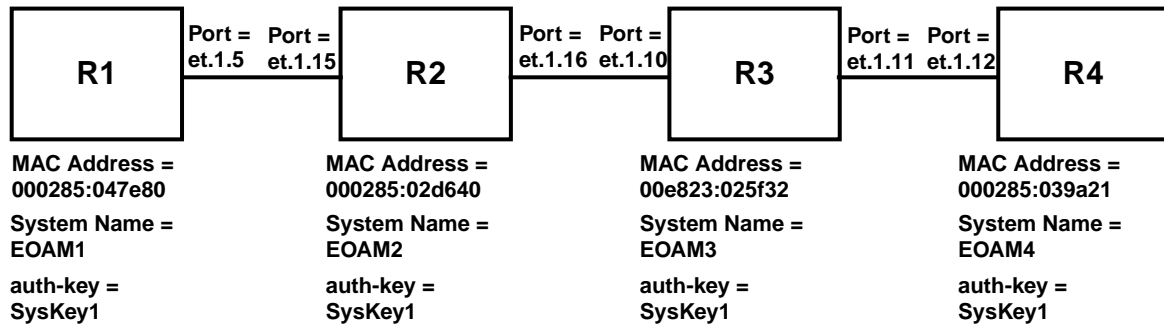 R1
Port =
et.1.5
Port =
et.1.15
R2
Port =
et.1.16
Port =
et.1.10
R3
Port =
et.1.11
Port =
et.1.12
R4
MAC Address =
000285:047e80
System Name =
EOAM1
auth-key =
SysKey1
MAC Address =
000285:02d640
System Name =
EOAM2
auth-key =
SysKey1
MAC Address =
00e823:025f32
System Name =
EOAM3
auth-key =
SysKey1
MAC Address =
000285:039a21
System Name =
EOAM4
auth-key =
SysKey1